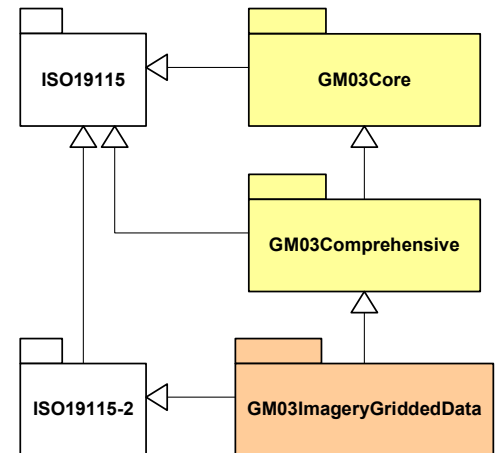 ISO19115
GM03Core
GM03Comprehensive
ISO19115-2
GM03ImageryGriddedData